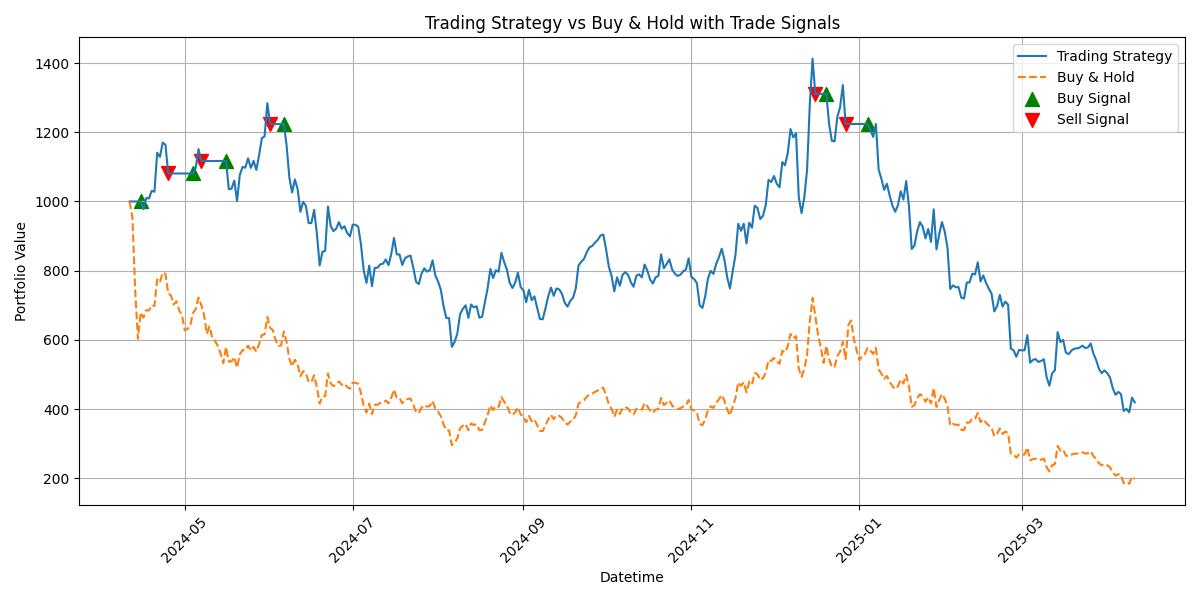 Trading Strategy vs Buy & Hold with Trade Signals
Trading Strategy
Buy & Hold
Buy Signal
Sell Signal
Portfolio Value
1400
1200
1000
800
600
400
200
2024-05
2024-07
2024-09
2024-11
2025-01
2025-03
Datetime